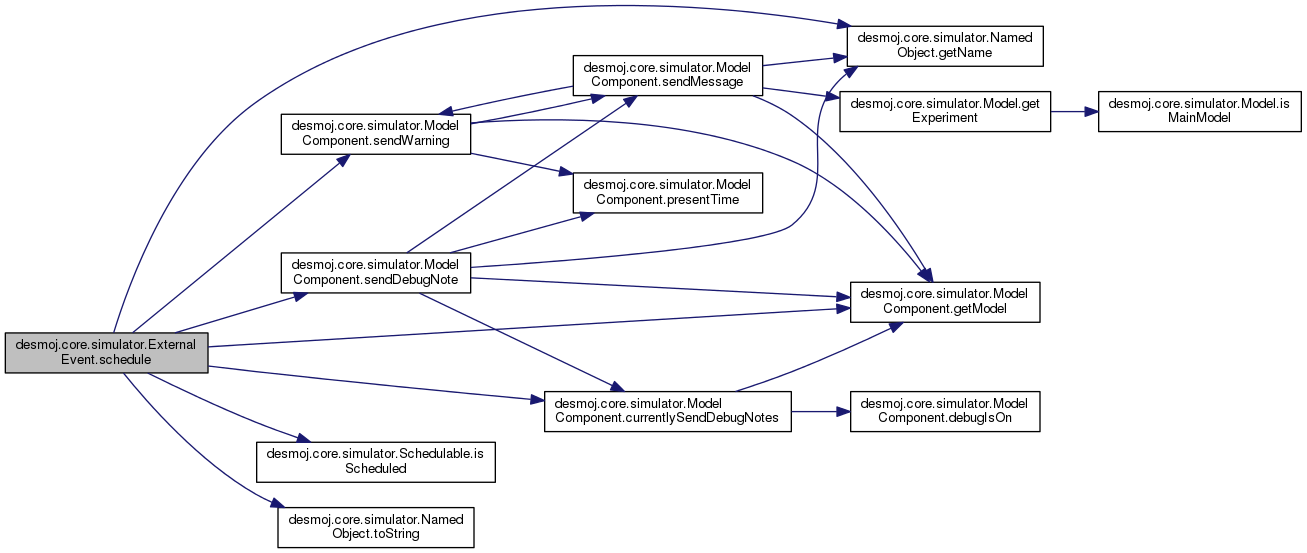 desmoj.core.simulator.External
Event.schedule
desmoj.core.simulator.Model
Component.sendWarning
desmoj.core.simulator.Model
Component.sendDebugNote
desmoj.core.simulator.Schedulable.is
Scheduled
desmoj.core.simulator.Named
Object.toString
desmoj.core.simulator.Model
Component.sendMessage
desmoj.core.simulator.Model
Component.presentTime
desmoj.core.simulator.Model
Component.currentlySendDebugNotes
desmoj.core.simulator.Named
Object.getName
desmoj.core.simulator.Model.get
Experiment
desmoj.core.simulator.Model
Component.getModel
desmoj.core.simulator.Model
Component.debugIsOn
desmoj.core.simulator.Model.is
MainModel